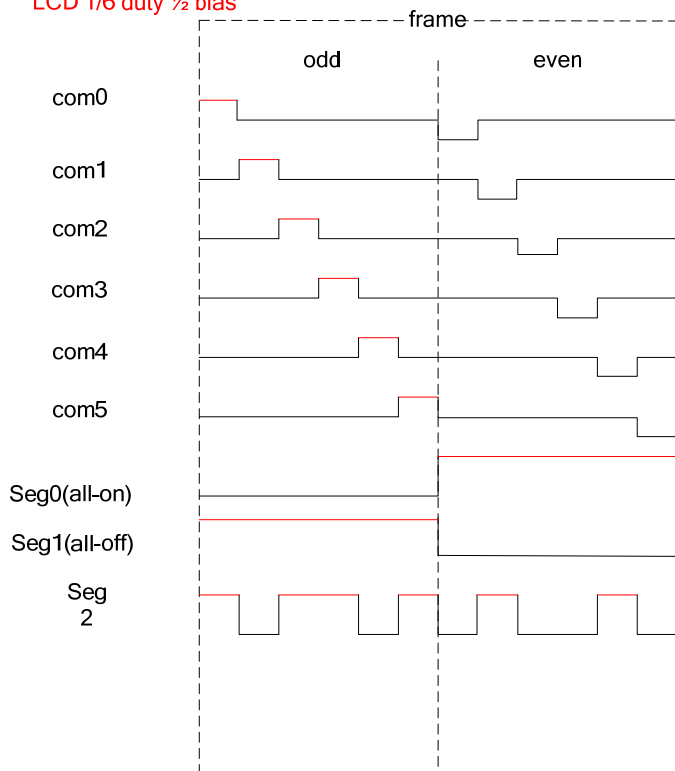 LCD 1/6 duty ½ bias
frame
odd even
com0
com1
com2
com3
com4
com5
Seg0(all-on)
Seg1(all-off)
Seg
2